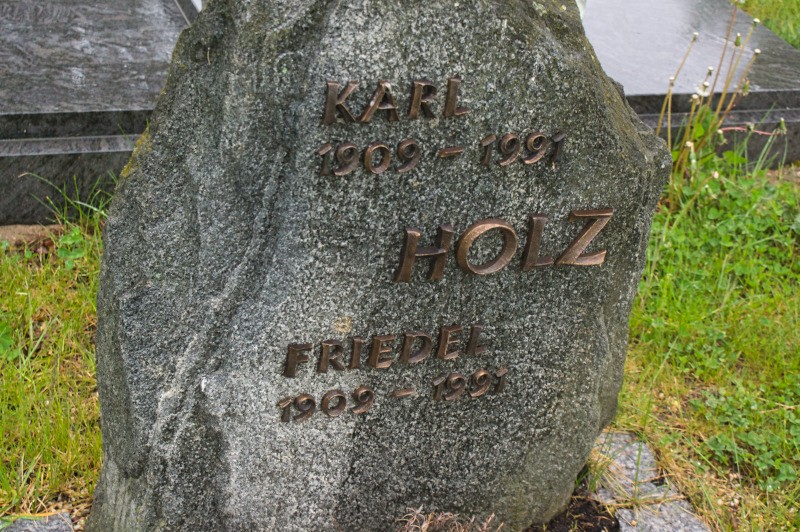 KARL
1909 - 1991
HOLZ
FRIEDEL
1909 - 1991